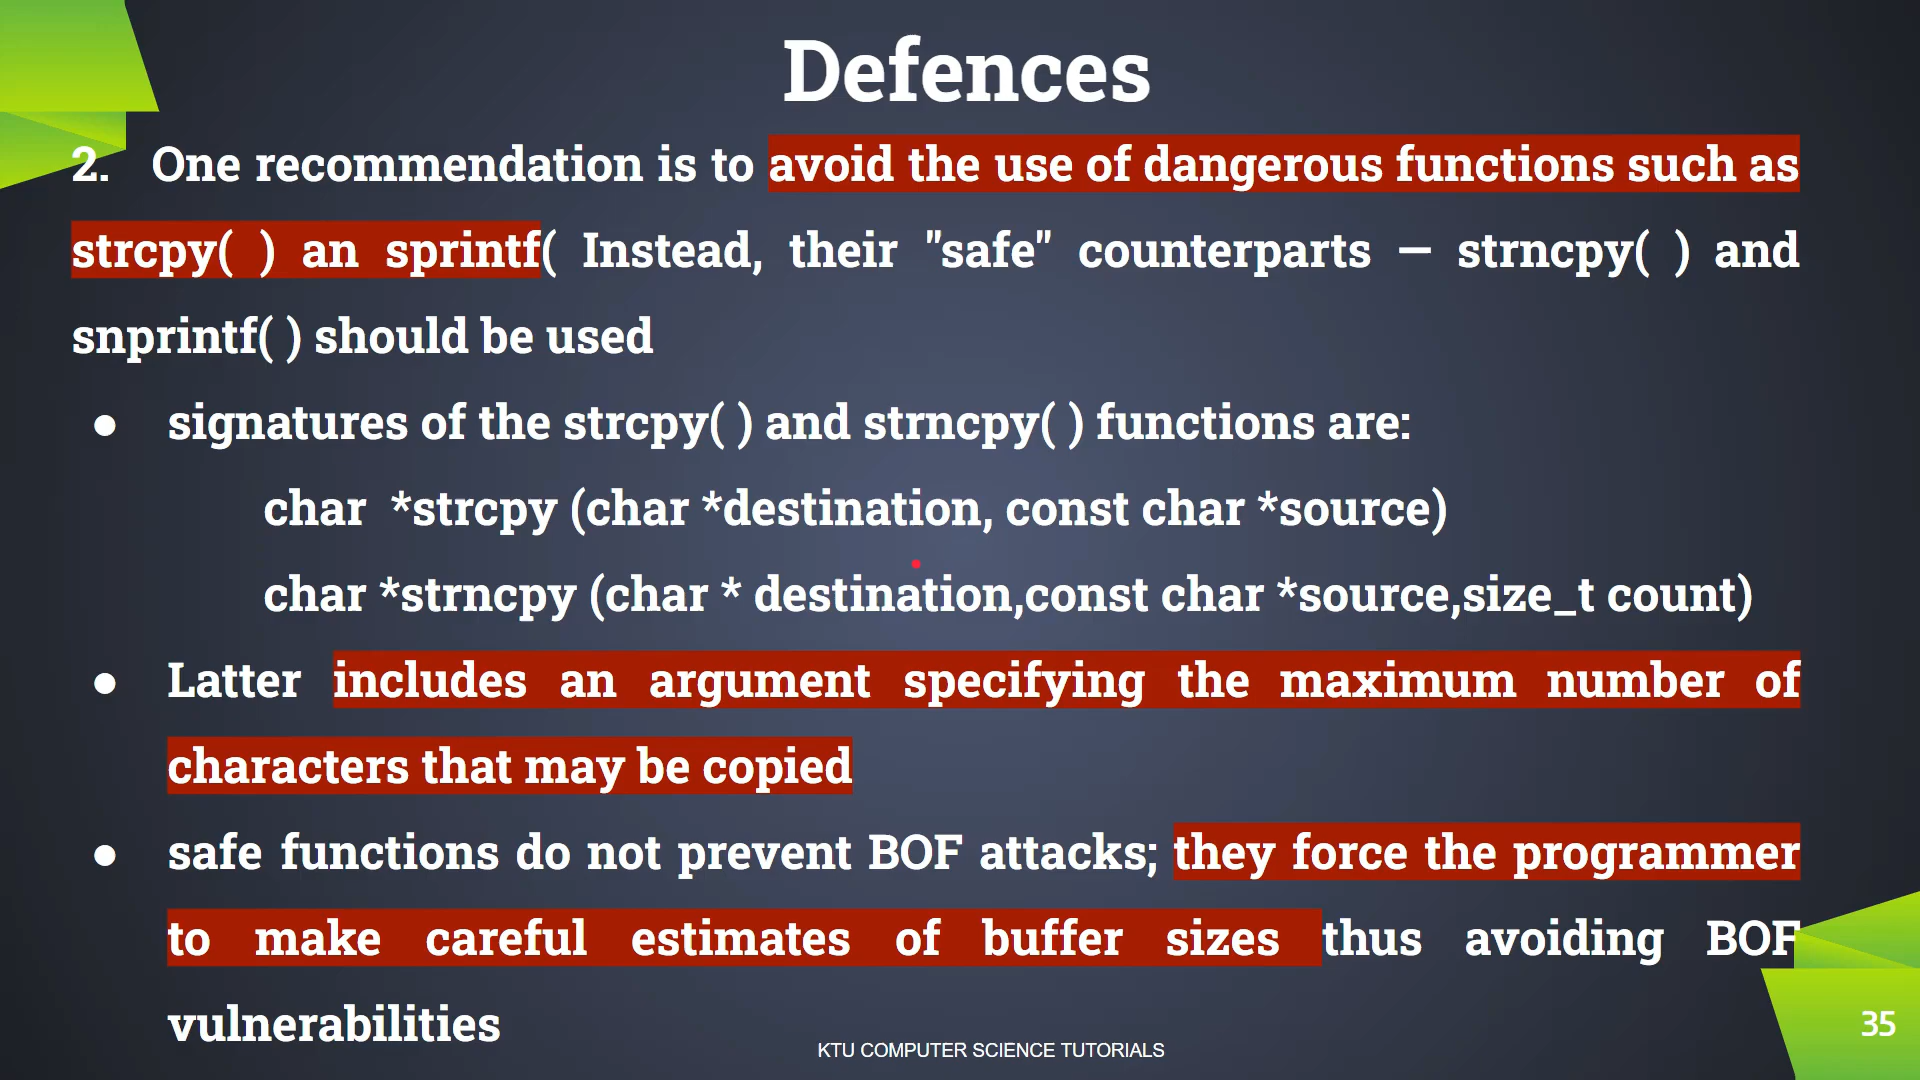 Defences
2. One recommendation is to avoid the use of dangerous functions such as
strcpy( ) an sprintf( Instead, their "safe" counterparts — strncpy( ) and
snprintf( ) should be used
● signatures of the strcpy( ) and strncpy( ) functions are:
char *strcpy (char *destination, const char *source)
char *strncpy (char * destination,const char *source,size_t count)
● Latter includes an argument specifying the maximum number of
characters that may be copied
● safe functions do not prevent BOF attacks; they force the programmer
to make careful estimates of buffer sizes thus avoiding BOF
vulnerabilities
KTU COMPUTER SCIENCE TUTORIALS
35